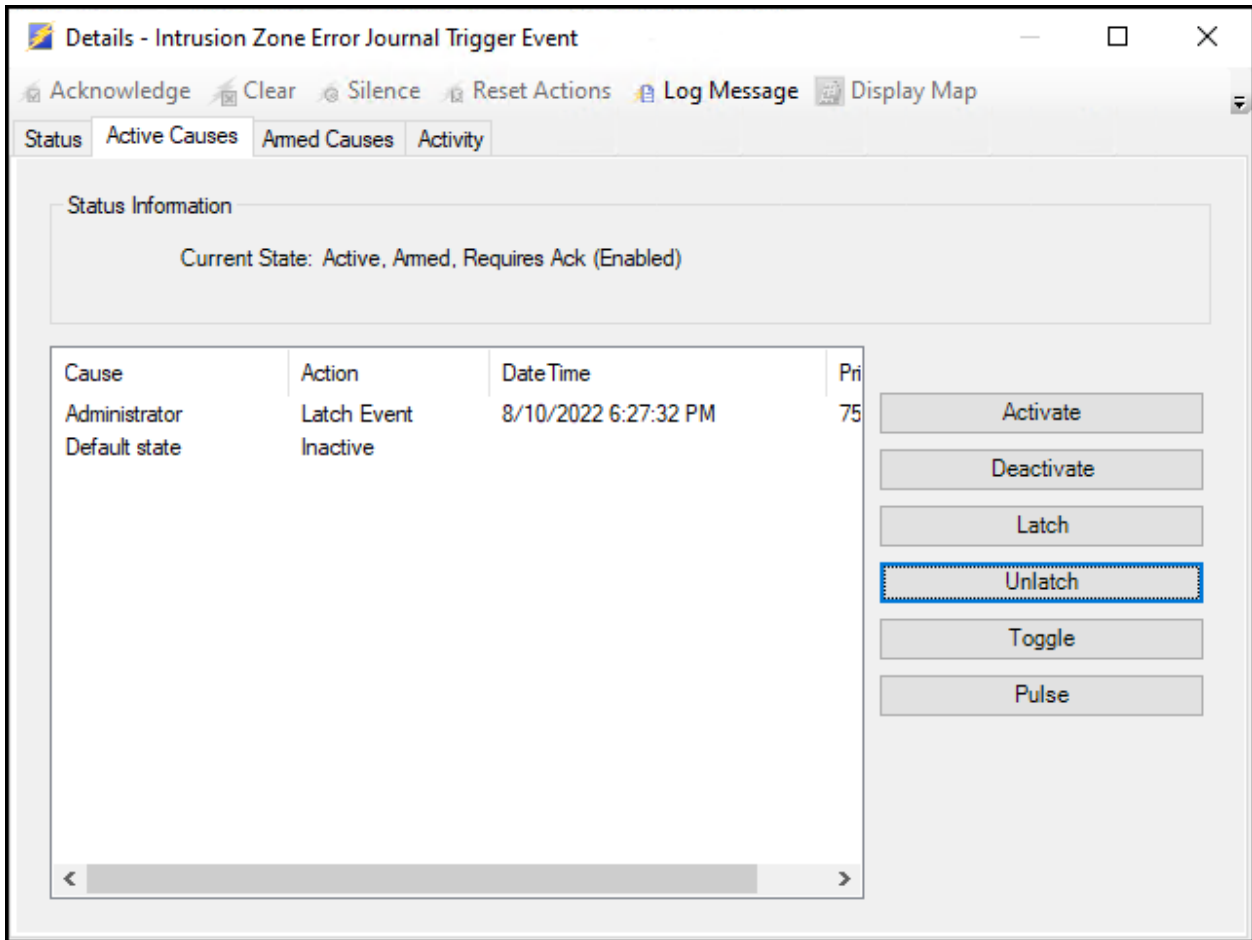 Details - Intrusion Zone Error Journal Trigger Event
Acknowledge Clear Silence Reset Actions Log Message Display Map
Status Active Causes Armed Causes Activity
Status Information
Current State: Active, Armed, Requires Ack (Enabled)
Cause Action DateTime Pri
Administrator Latch Event 8/10/2022 6:27:32 PM 75
Default state Inactive
Activate
Deactivate
Latch
Unlatch
Toggle
Pulse